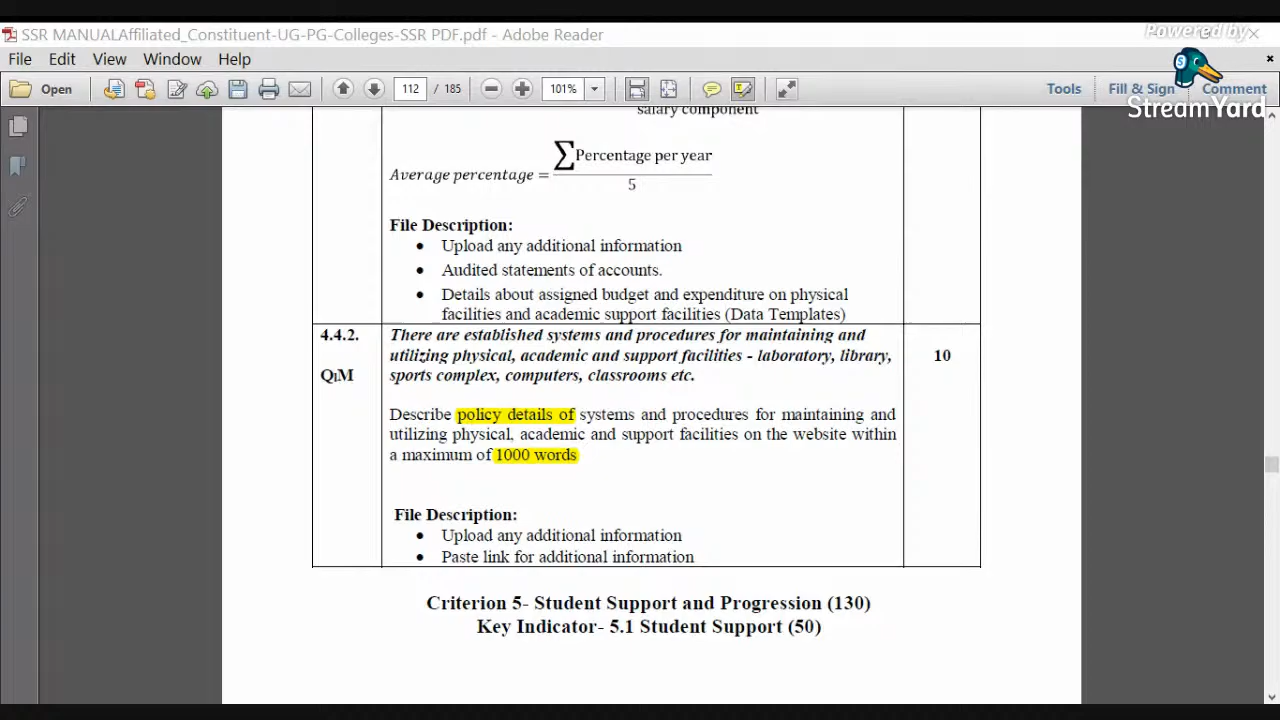 Powered by
SSR MANUALAffiliated_Constituent-UG-PG-Colleges-SSR PDF.pdf - Adobe Reader
File Edit View Window Help
Open 112 / 185 101% Tools Fill & Sign Comment
StreamYard
salary component
Average percentage = ∑Percentage per year
5
File Description:
• Upload any additional information
• Audited statements of accounts.
• Details about assigned budget and expenditure on physical
facilities and academic support facilities (Data Templates)
4.4.2. There are established systems and procedures for maintaining and
utilizing physical, academic and support facilities - laboratory, library, 10
QlM sports complex, computers, classrooms etc.
Describe policy details of systems and procedures for maintaining and
utilizing physical, academic and support facilities on the website within
a maximum of 1000 words
File Description:
• Upload any additional information
• Paste link for additional information
Criterion 5- Student Support and Progression (130)
Key Indicator- 5.1 Student Support (50)